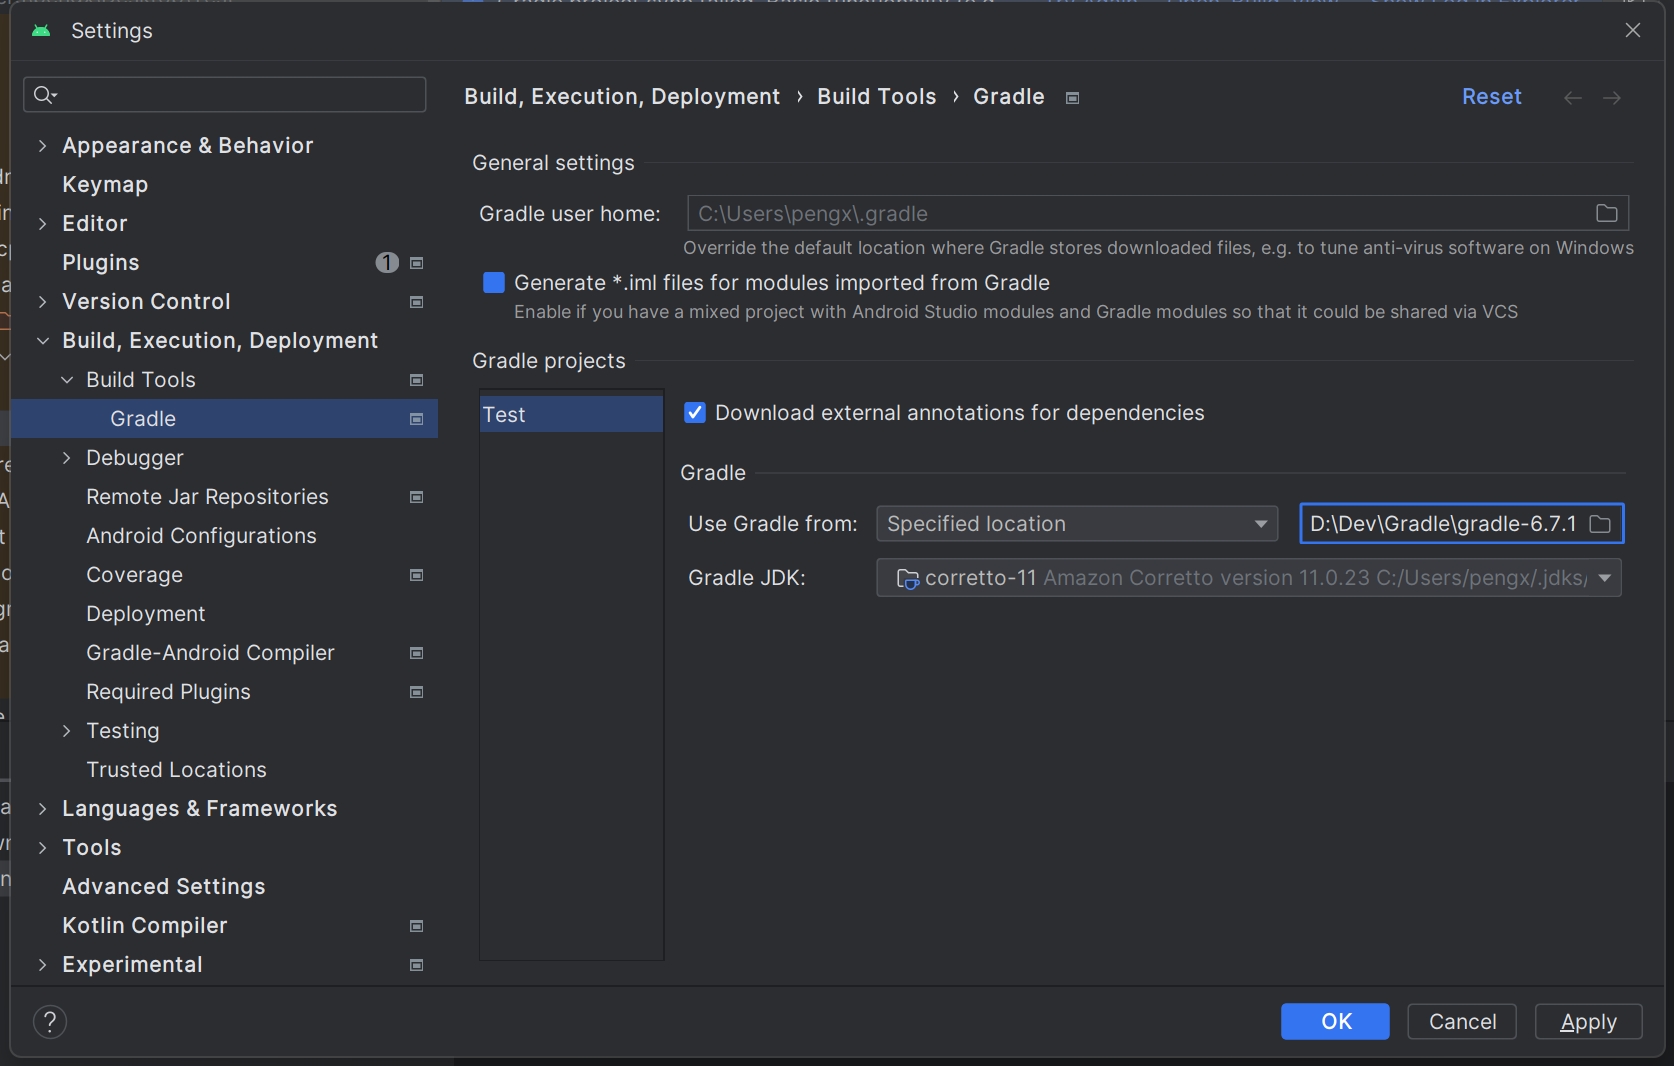 Settings
Build, Execution, Deployment › Build Tools › Gradle
Reset
Appearance & Behavior
Keymap
Editor
Plugins 1
Version Control
Build, Execution, Deployment
Build Tools
Gradle
Debugger
Remote Jar Repositories
Android Configurations
Coverage
Deployment
Gradle-Android Compiler
Required Plugins
Testing
Trusted Locations
Languages & Frameworks
Tools
Advanced Settings
Kotlin Compiler
Experimental
General settings
Gradle user home: C:\Users\pengx\.gradle
Override the default location where Gradle stores downloaded files, e.g. to tune anti-virus software on Windows
Generate *.iml files for modules imported from Gradle
Enable if you have a mixed project with Android Studio modules and Gradle modules so that it could be shared via VCS
Gradle projects
Test
Download external annotations for dependencies
Gradle
Use Gradle from: Specified location D:\Dev\Gradle\gradle-6.7.1
Gradle JDK: corretto-11 Amazon Corretto version 11.0.23 C:/Users/pengx/.jdks/
?
OK
Cancel
Apply